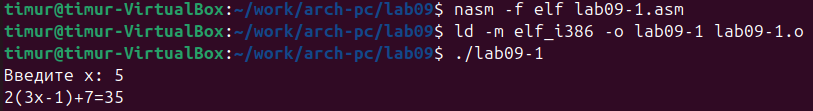 timur@timur-VirtualBox:~/work/arch-pc/lab09$ nasm -f elf lab09-1.asm
timur@timur-VirtualBox:~/work/arch-pc/lab09$ ld -m elf_i386 -o lab09-1 lab09-1.o
timur@timur-VirtualBox:~/work/arch-pc/lab09$ ./lab09-1
Введите x: 5
2(3x-1)+7=35